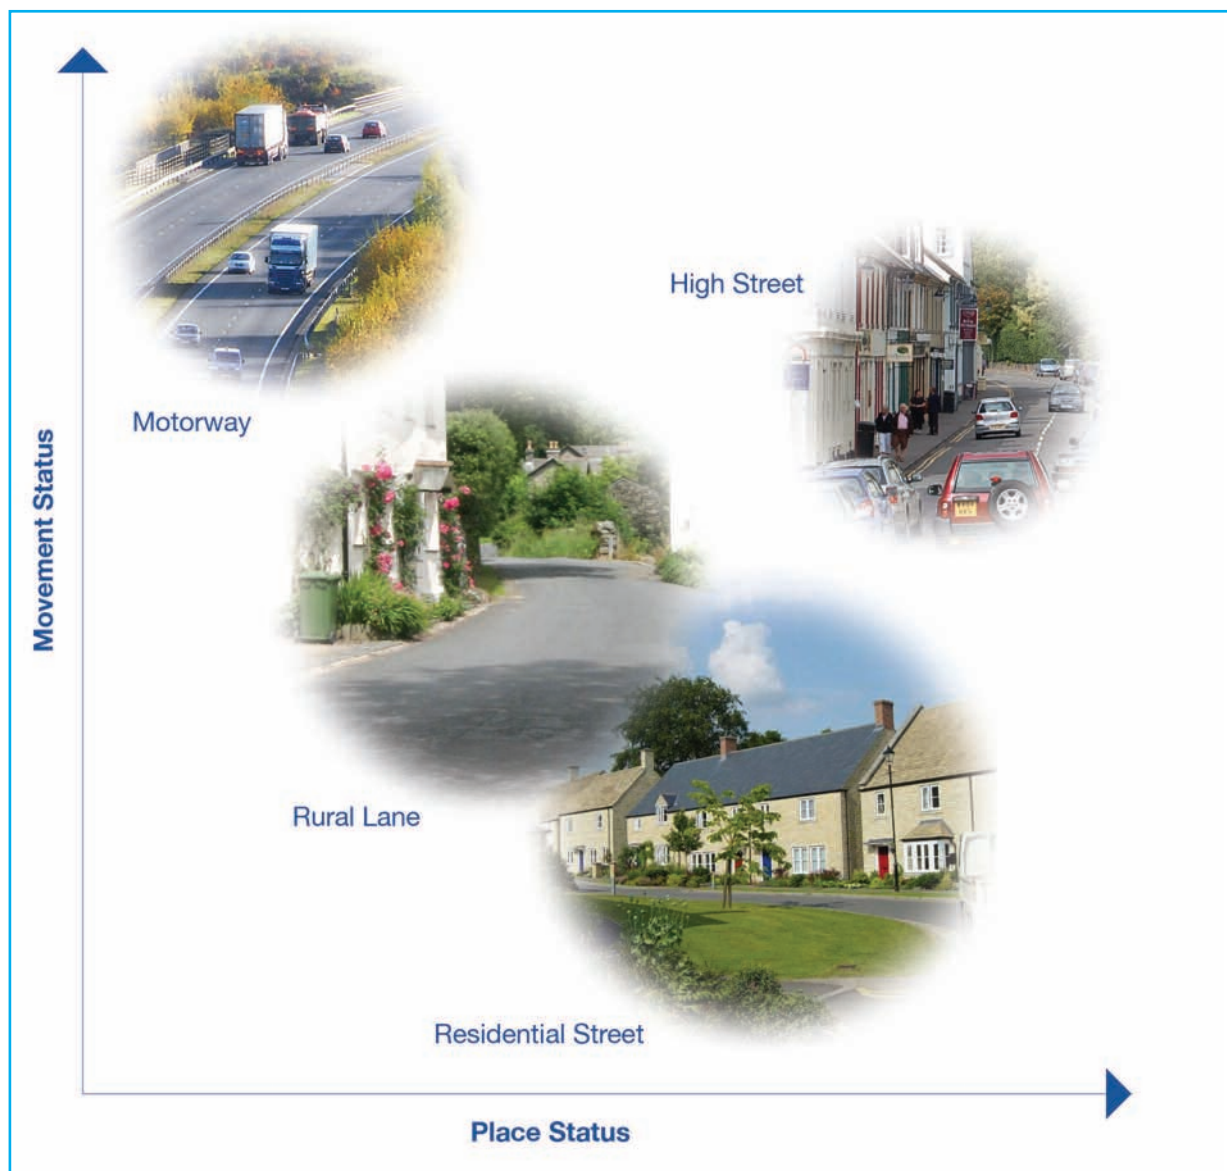 Motorway
High Street
Rural Lane
Residential Street
Movement Status
Place Status